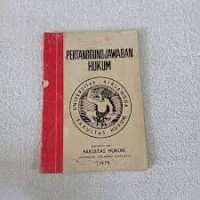 PERTANGGUNGJAWABAN
HUKUM
UNIVERSITAS AIRLANGGA
FAKULTAS HUKUM
FAKULTAS HUKUM